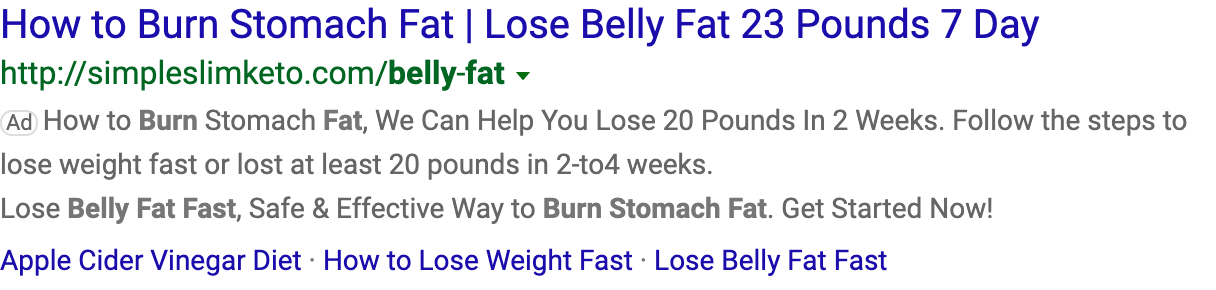 How to Burn Stomach Fat | Lose Belly Fat 23 Pounds 7 Day
http://simpleslimketo.com/belly-fat
Ad How to Burn Stomach Fat, We Can Help You Lose 20 Pounds In 2 Weeks. Follow the steps to
lose weight fast or lost at least 20 pounds in 2-to4 weeks.
Lose Belly Fat Fast, Safe & Effective Way to Burn Stomach Fat. Get Started Now!
Apple Cider Vinegar Diet · How to Lose Weight Fast · Lose Belly Fat Fast